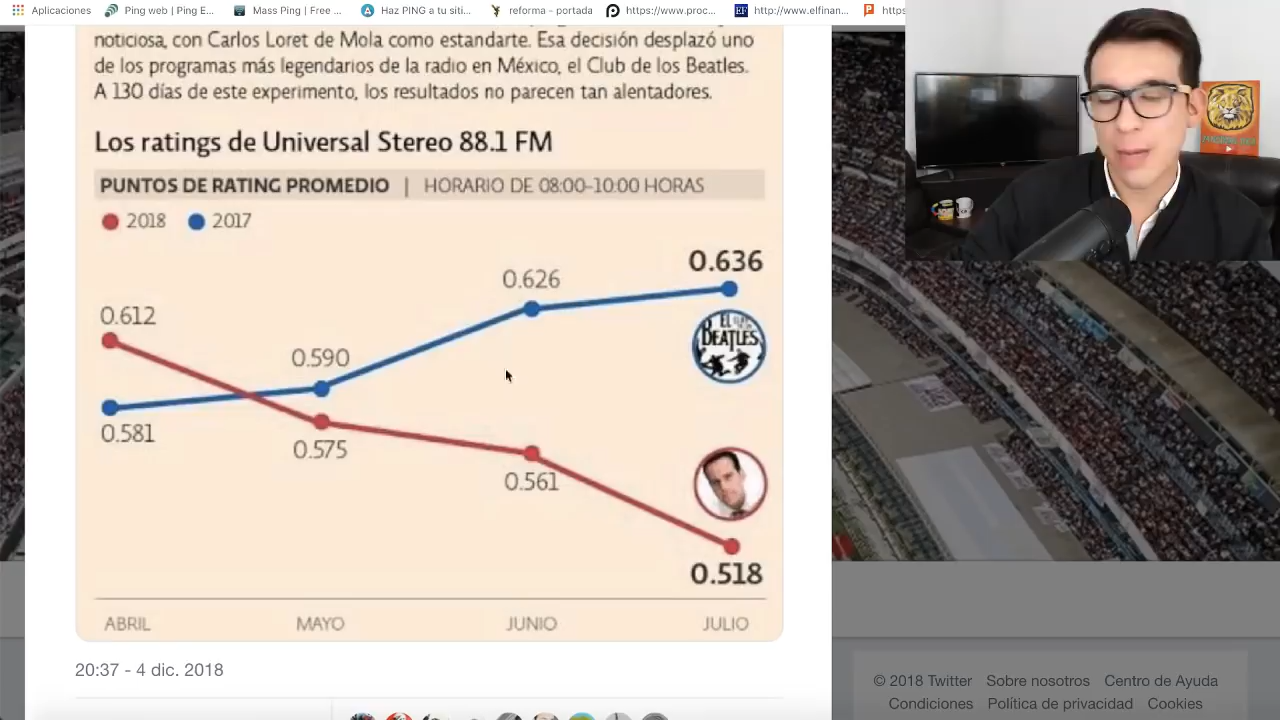 Aplicaciones
Ping web | Ping E...
Mass Ping | Free ...
Haz PING a tu siti...
reforma - portada
https://www.proc...
http://www.elfinan...
https
noticiosa, con Carlos Loret de Mola como estandarte. Esa decisión desplazó uno
de los programas más legendarios de la radio en México, el Club de los Beatles.
A 130 días de este experimento, los resultados no parecen tan alentadores.
Los ratings de Universal Stereo 88.1 FM
PUNTOS DE RATING PROMEDIO | HORARIO DE 08:00-10:00 HORAS
2018 2017
0.636
0.626
0.612
0.590
0.581
0.575
0.561
0.518
EL CLUB
BEATLES
ABRIL MAYO JUNIO JULIO
20:37 - 4 dic. 2018
© 2018 Twitter Sobre nosotros Centro de Ayuda
Condiciones Política de privacidad Cookies